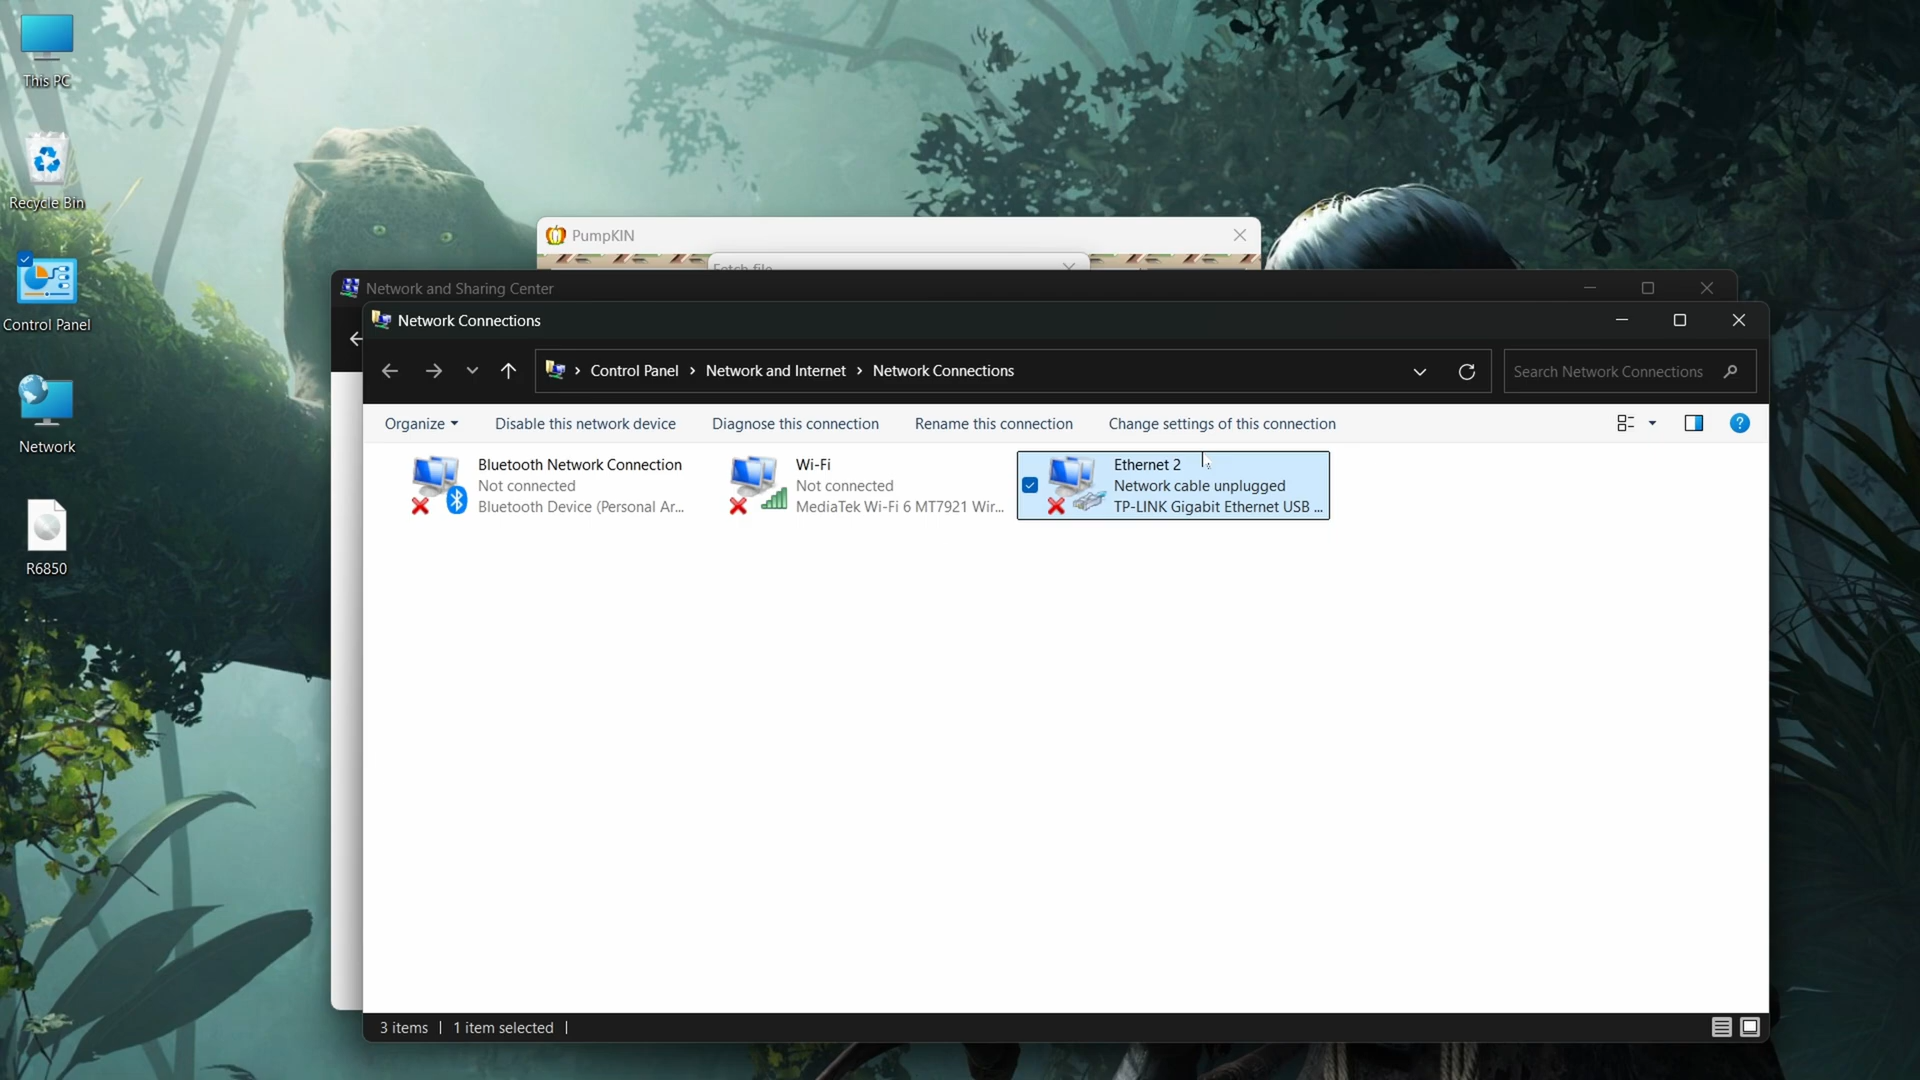 This PC
Recycle Bin
Control Panel
Network
R6850
PumpKIN
Fetch file
Network and Sharing Center
Network Connections
Control Panel > Network and Internet > Network Connections
Search Network Connections
Organize
Disable this network device
Diagnose this connection
Rename this connection
Change settings of this connection
Bluetooth Network Connection
Not connected
Bluetooth Device (Personal Ar...
Wi-Fi
Not connected
MediaTek Wi-Fi 6 MT7921 Wir...
Ethernet 2
Network cable unplugged
TP-LINK Gigabit Ethernet USB ...
3 items | 1 item selected |